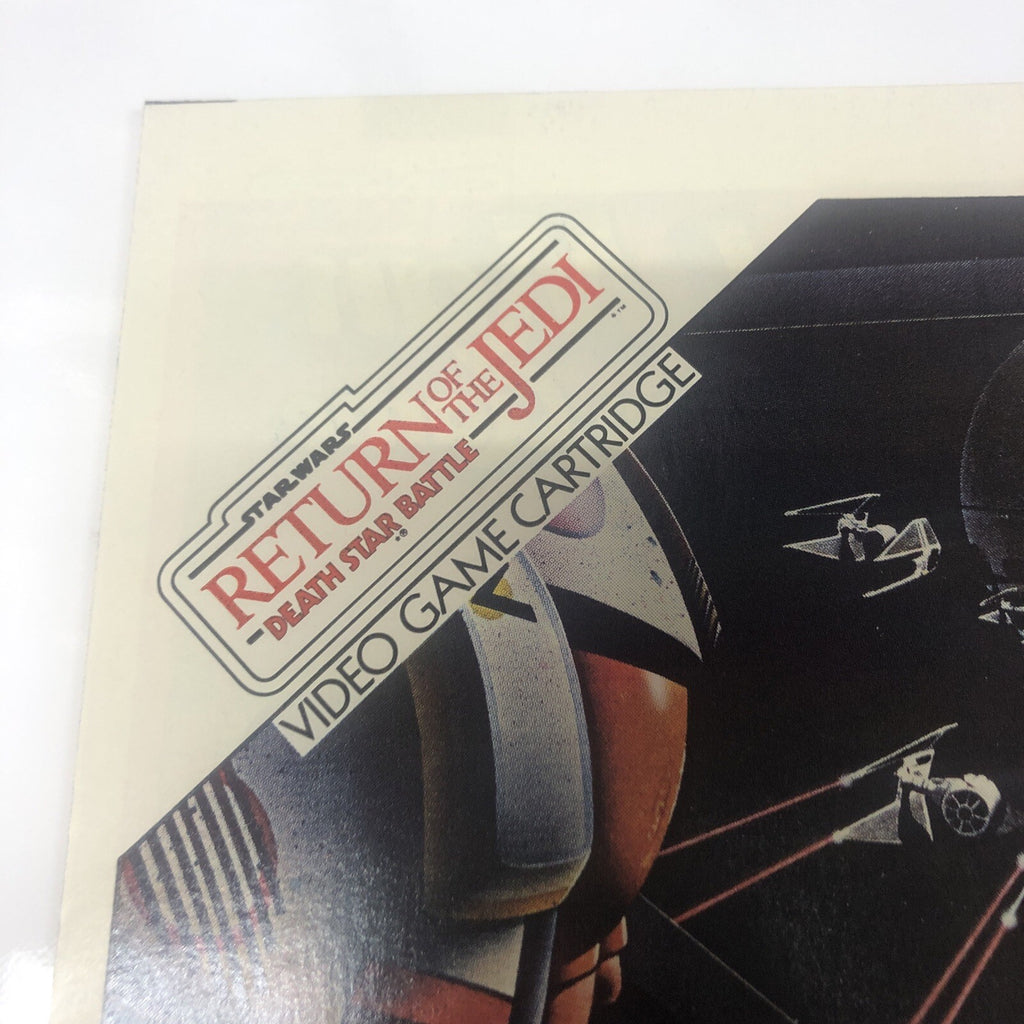 STAR WARS
RETURN OF THE JEDI
DEATH STAR BATTLE
VIDEO GAME CARTRIDGE